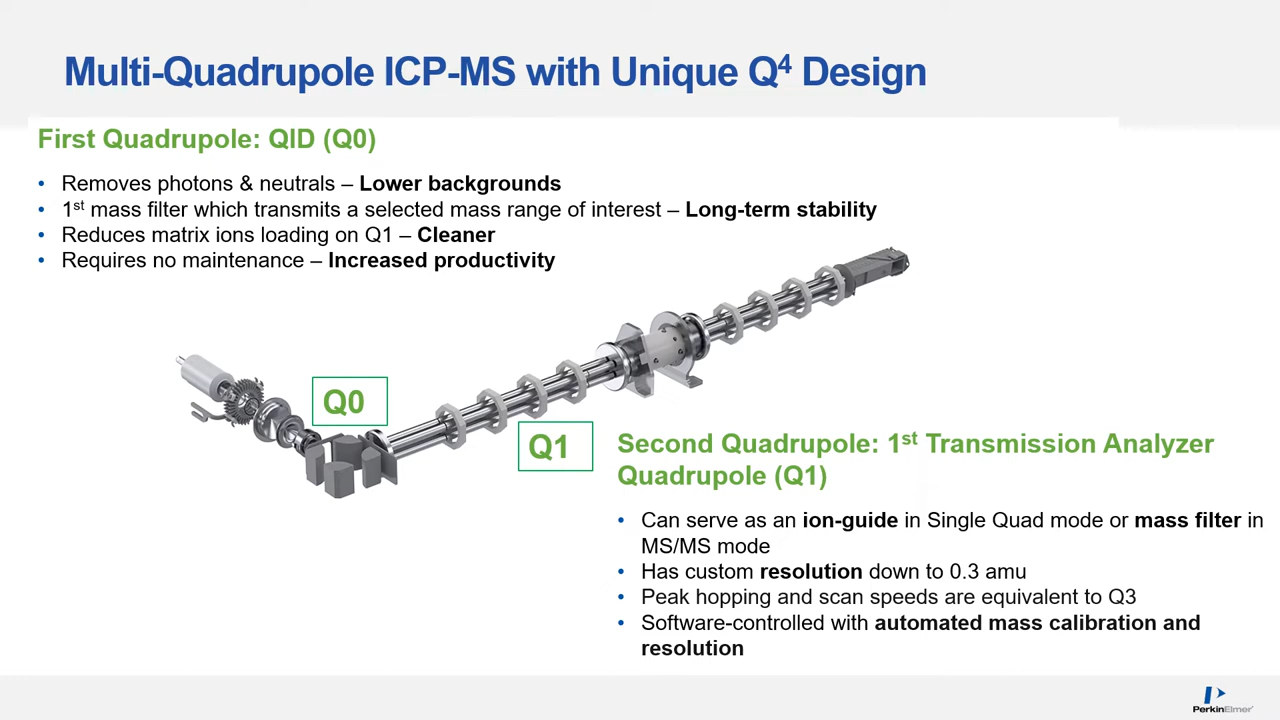 Multi-Quadrupole ICP-MS with Unique Q⁴ Design
First Quadrupole: QID (Q0)
• Removes photons & neutrals – Lower backgrounds
• 1st mass filter which transmits a selected mass range of interest – Long-term stability
• Reduces matrix ions loading on Q1 – Cleaner
• Requires no maintenance – Increased productivity
Q0
Q1
Second Quadrupole: 1st Transmission Analyzer
Quadrupole (Q1)
• Can serve as an ion-guide in Single Quad mode or mass filter in
MS/MS mode
• Has custom resolution down to 0.3 amu
• Peak hopping and scan speeds are equivalent to Q3
• Software-controlled with automated mass calibration and
resolution
PerkinElmer